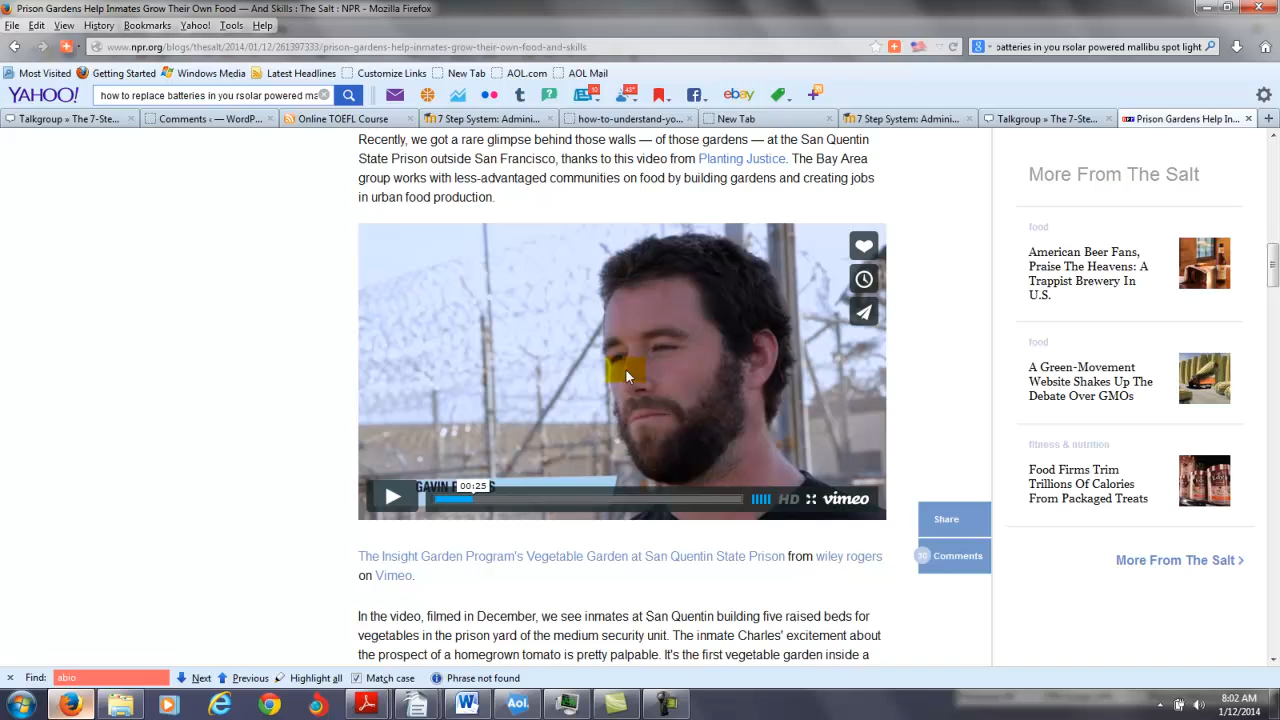 Prison Gardens Help Inmates Grow Their Own Food — And Skills : The Salt : NPR - Mozilla Firefox
File Edit View History Bookmarks Yahoo! Tools Help
www.npr.org/blogs/thesalt/2014/01/12/261397333/prison-gardens-help-inmates-grow-their-own-food-and-skills
batteries in you rsolar powered mallibu spot light
Most Visited Getting Started Windows Media Latest Headlines Customize Links New Tab AOL.com AOL Mail
YAHOO! how to replace batteries in you rsolar powered ma ebay
Talkgroup » The 7-Ste... Comments ‹ — WordP... Online TOEFL Course 7 Step System: Admini... how-to-understand-yo... New Tab 7 Step System: Admini... Talkgroup » The 7-Ste... Prison Gardens Help In...
Recently, we got a rare glimpse behind those walls — of those gardens — at the San Quentin
State Prison outside San Francisco, thanks to this video from Planting Justice. The Bay Area
group works with less-advantaged communities on food by building gardens and creating jobs
in urban food production.
GAVIN
00:25
HD vimeo
The Insight Garden Program's Vegetable Garden at San Quentin State Prison from wiley rogers
on Vimeo.
In the video, filmed in December, we see inmates at San Quentin building five raised beds for
vegetables in the prison yard of the medium security unit. The inmate Charles' excitement about
the prospect of a homegrown tomato is pretty palpable. It's the first vegetable garden inside a
Share
Comments
More From The Salt
food
American Beer Fans,
Praise The Heavens: A
Trappist Brewery In
U.S.
food
A Green-Movement
Website Shakes Up The
Debate Over GMOs
fitness & nutrition
Food Firms Trim
Trillions Of Calories
From Packaged Treats
More From The Salt >
Find: abio Next Previous Highlight all Match case Phrase not found
8:02 AM
1/12/2014